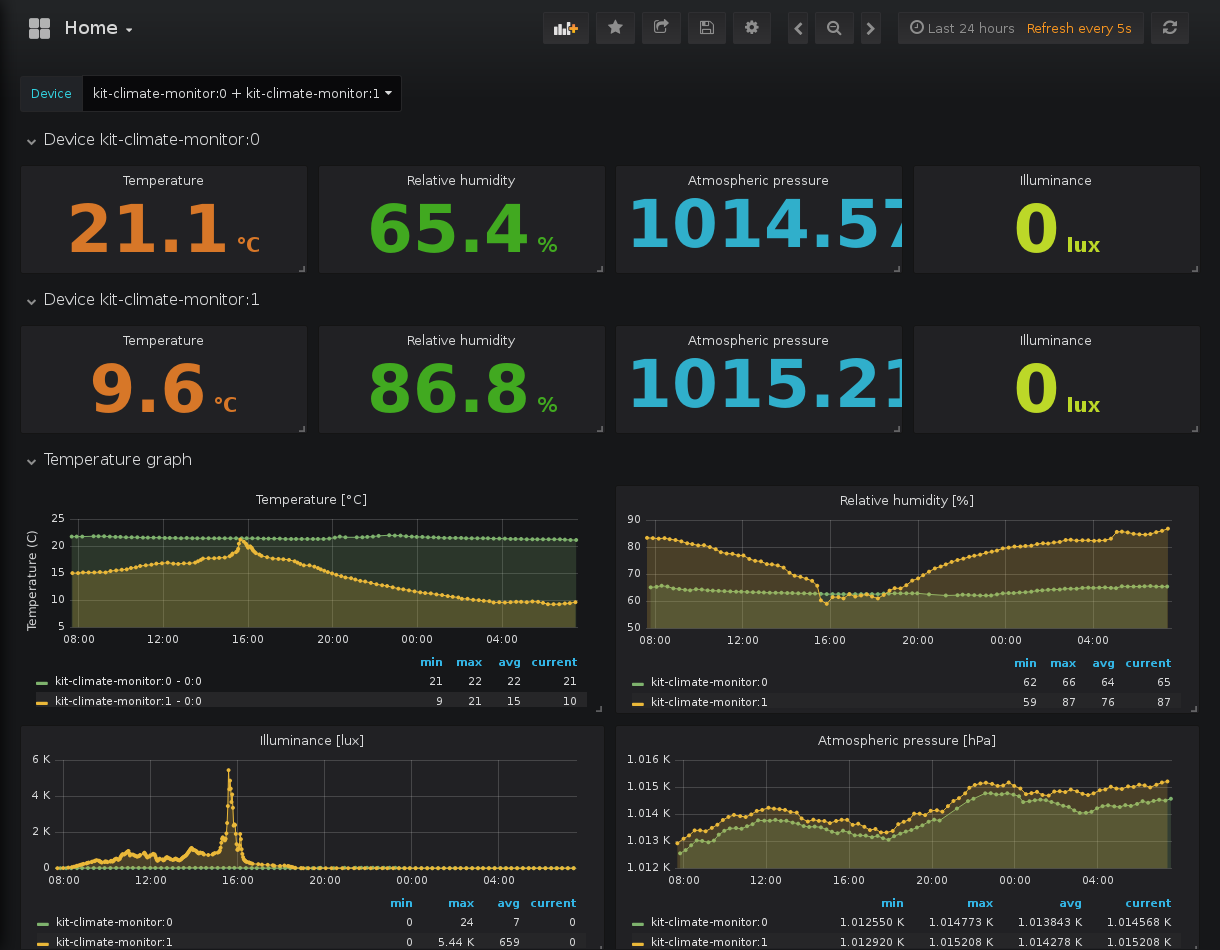 Home
Last 24 hours Refresh every 5s
Device kit-climate-monitor:0 + kit-climate-monitor:1
Device kit-climate-monitor:0
Temperature Relative humidity Atmospheric pressure Illuminance
21.1 °C 65.4 % 1014.57 0 lux
Device kit-climate-monitor:1
Temperature Relative humidity Atmospheric pressure Illuminance
9.6 °C 86.8 % 1015.21 0 lux
Temperature graph
Temperature [°C]
Temperature (C)
25
20
15
10
5
08:00 12:00 16:00 20:00 00:00 04:00
min max avg current
kit-climate-monitor:0 - 0:0 21 22 22 21
kit-climate-monitor:1 - 0:0 9 21 15 10
Relative humidity [%]
90
80
70
60
50
08:00 12:00 16:00 20:00 00:00 04:00
min max avg current
kit-climate-monitor:0 62 66 64 65
kit-climate-monitor:1 59 87 76 87
Illuminance [lux]
6 K
4 K
2 K
0
08:00 12:00 16:00 20:00 00:00 04:00
min max avg current
kit-climate-monitor:0 0 24 7 0
kit-climate-monitor:1 0 5.44 K 659 0
Atmospheric pressure [hPa]
1.016 K
1.015 K
1.014 K
1.013 K
1.012 K
08:00 12:00 16:00 20:00 00:00 04:00
min max avg current
kit-climate-monitor:0 1.012550 K 1.014773 K 1.013843 K 1.014568 K
kit-climate-monitor:1 1.012920 K 1.015208 K 1.014278 K 1.015208 K